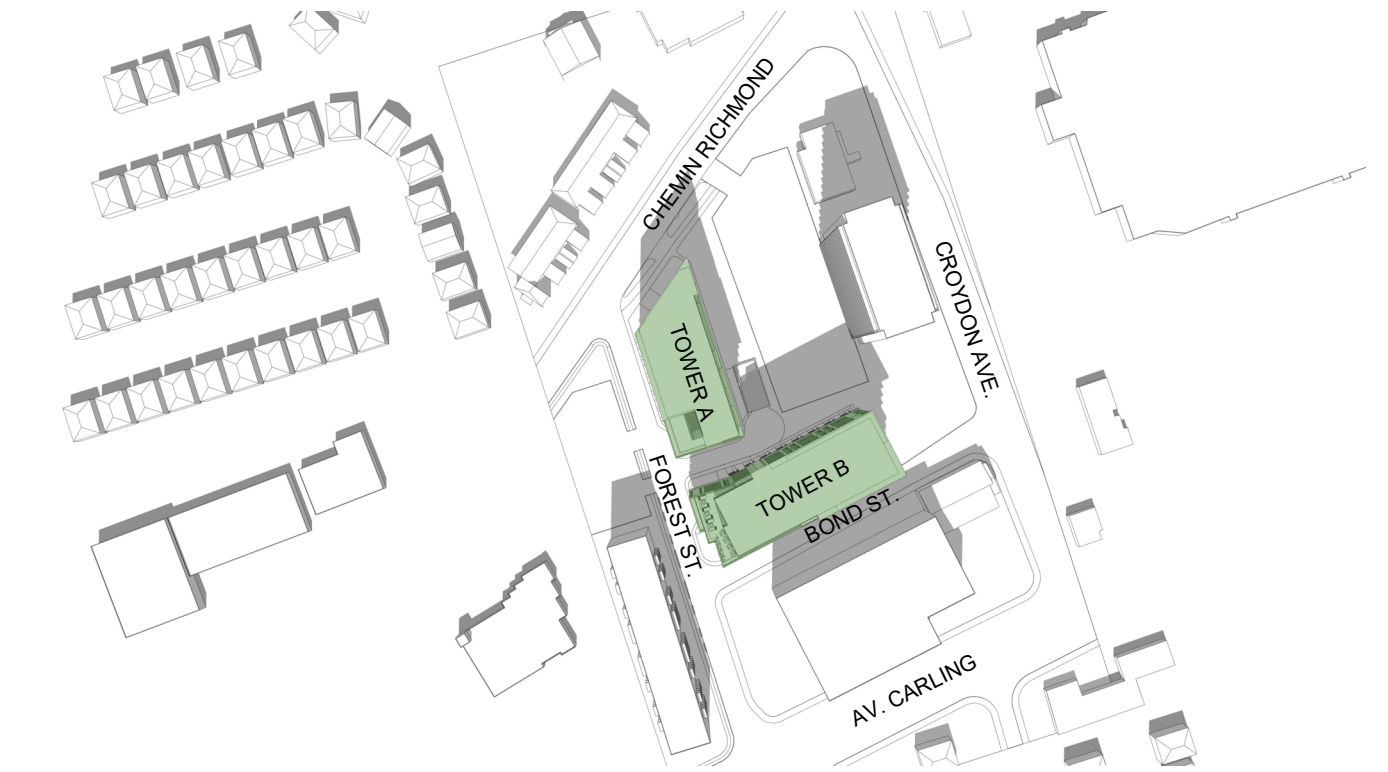 CHEMIN RICHMOND
CROYDON AVE.
TOWER A
TOWER B
FOREST ST.
BOND ST.
AV. CARLING